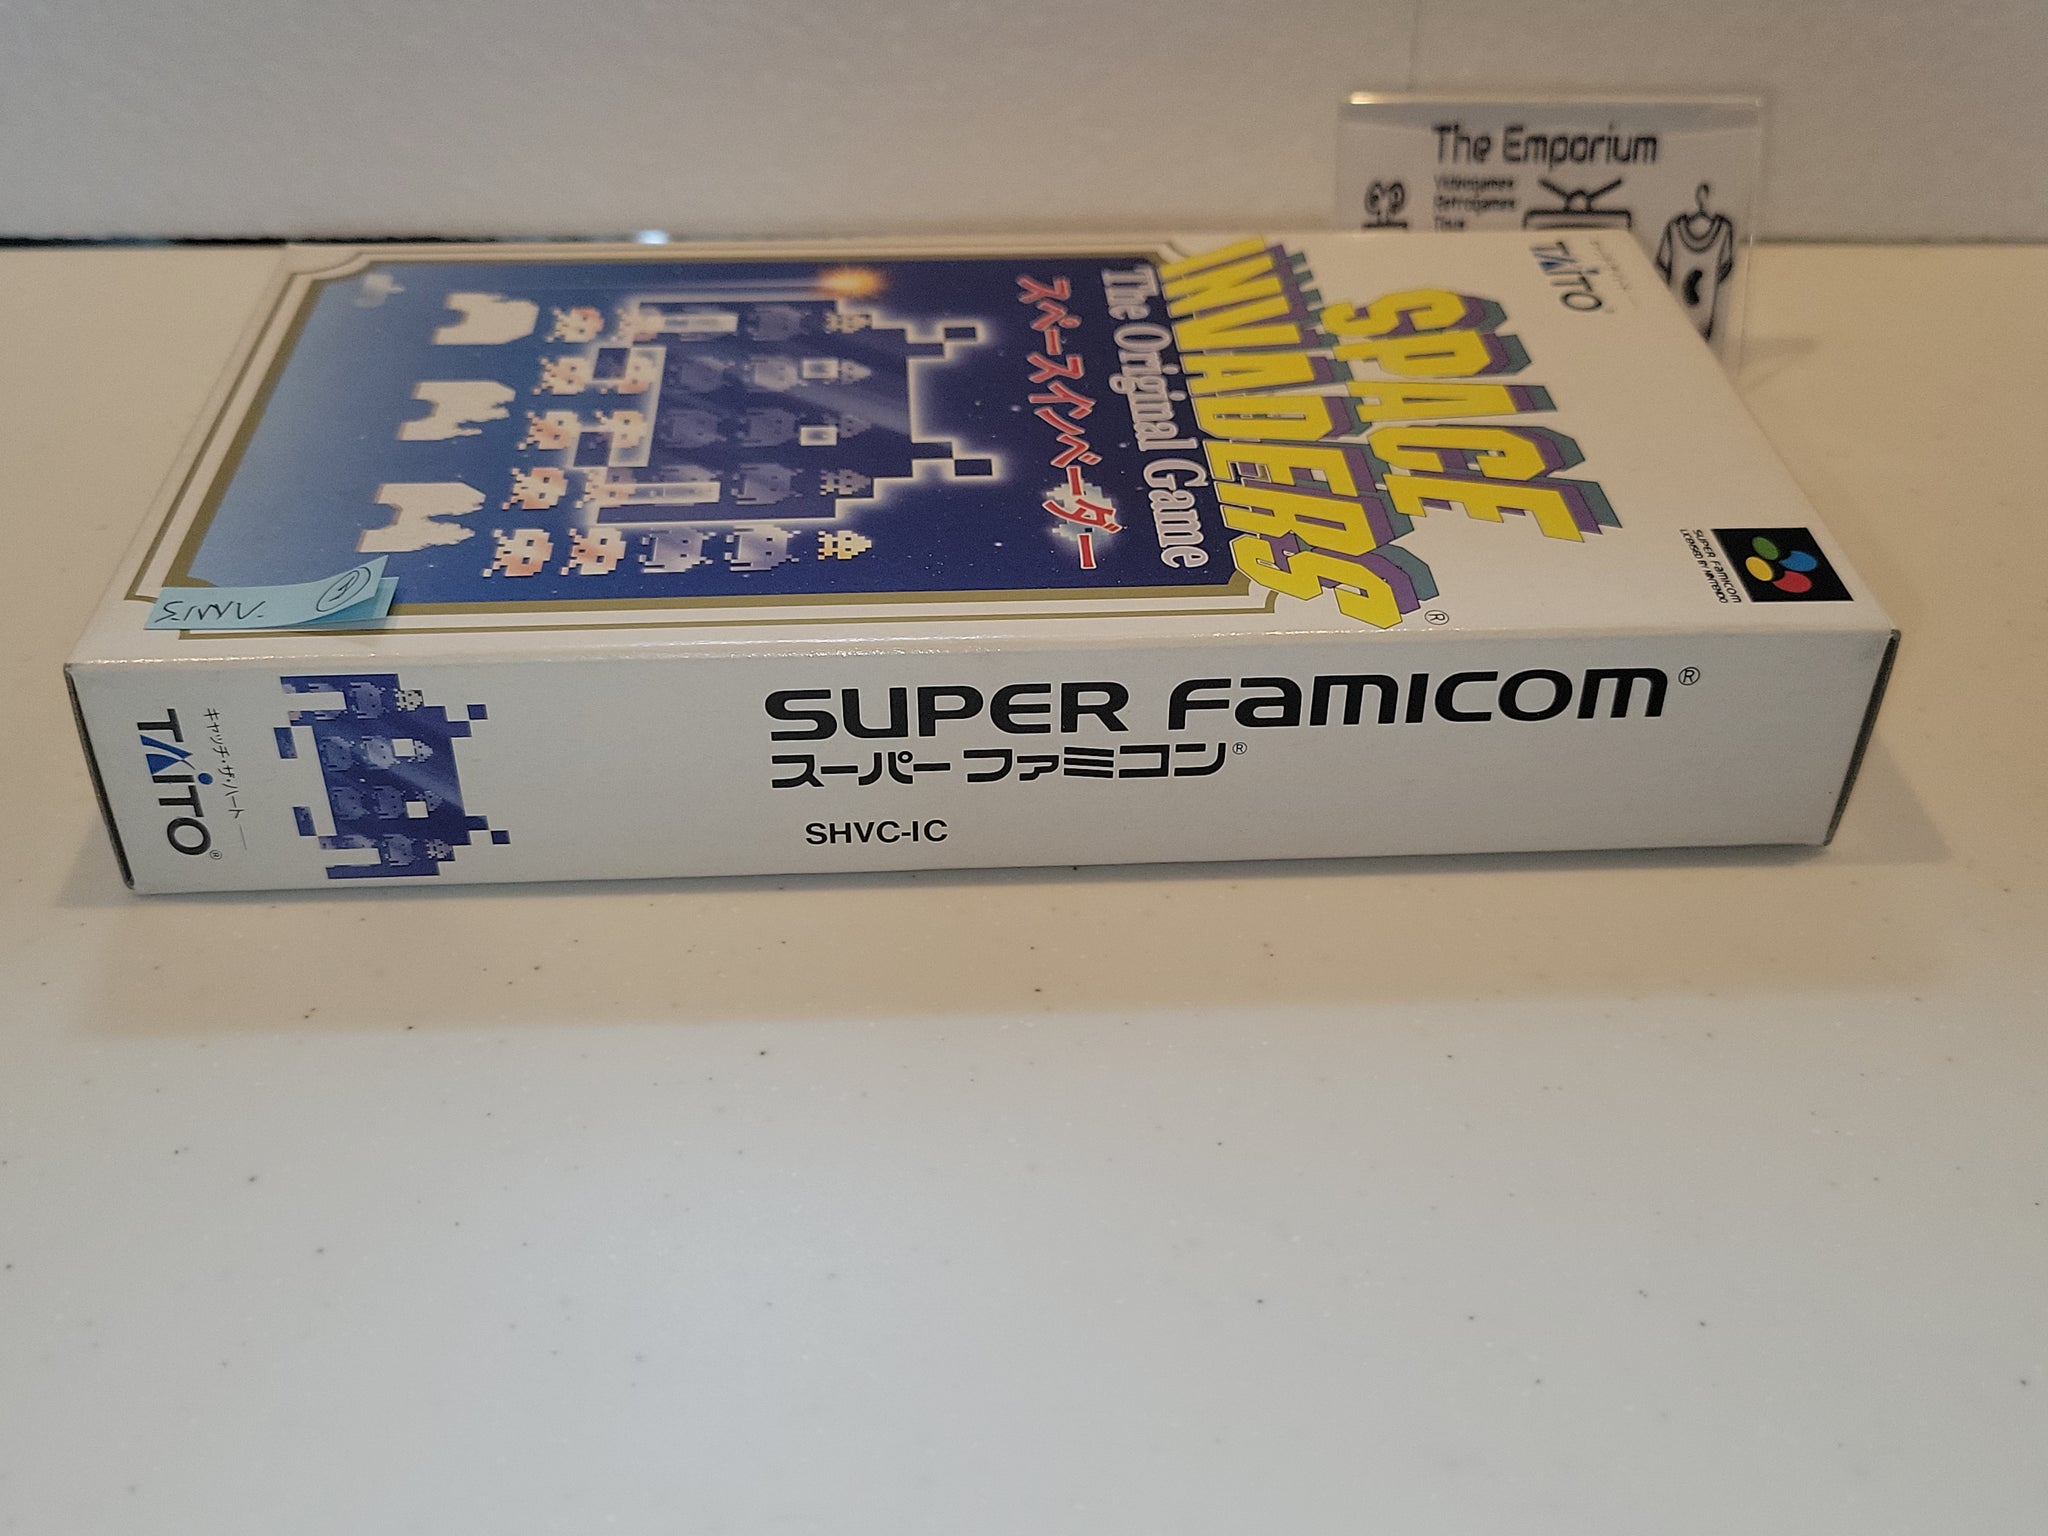 The Emporium
Videogames
Retrogames
TAITO
SPACE
INVADERS®
The Original Game
スペースインベーダー
SUPER FAMICOM
LICENSED BY NINTENDO
SUPER FAMICOM®
スーパーファミコン®
SHVC-IC
キャッチ・ザ・ハート
TAITO®